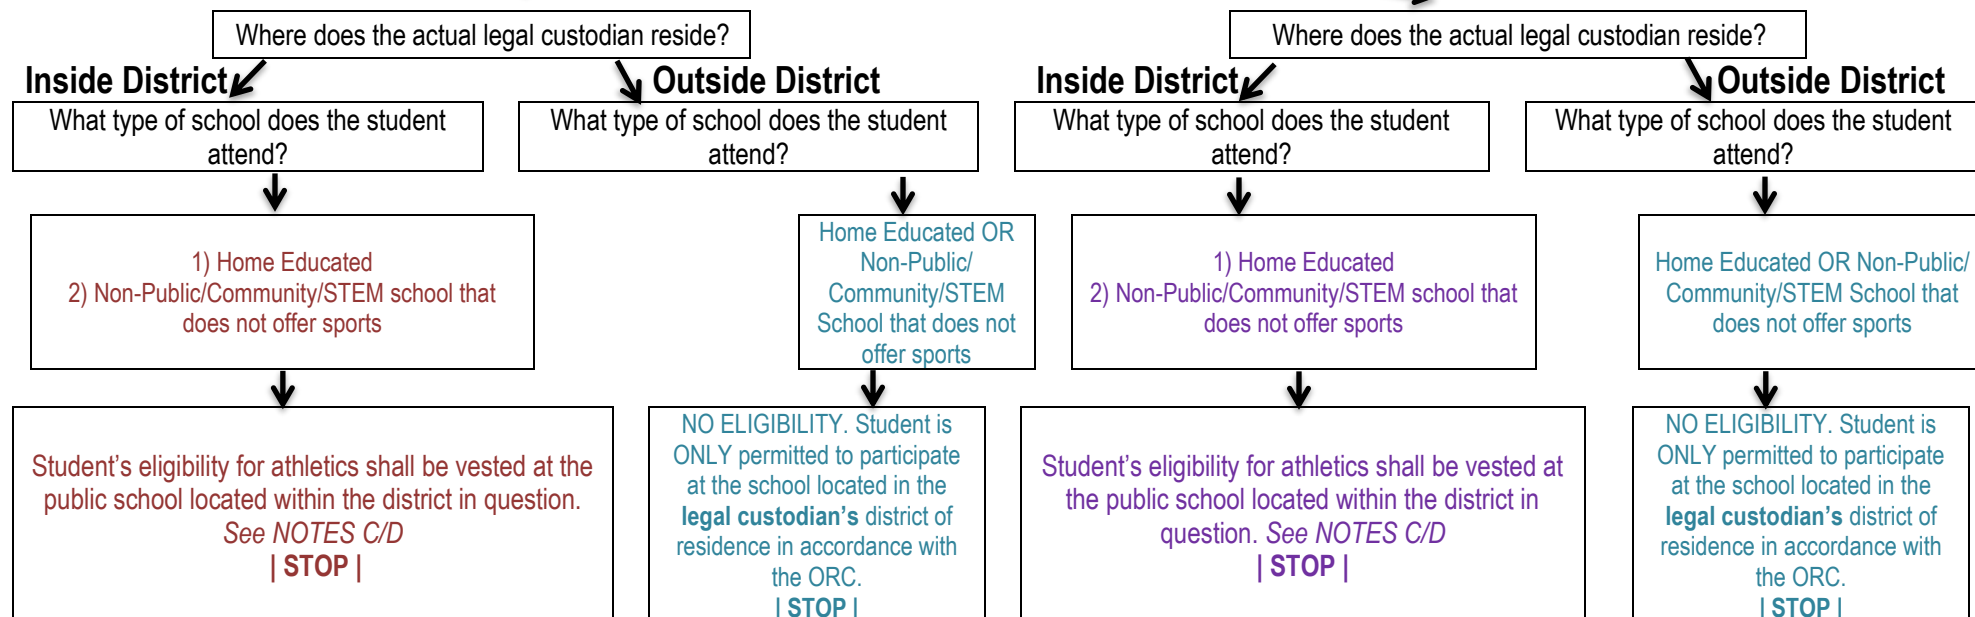 Where does the actual legal custodian reside?
Where does the actual legal custodian reside?
Inside District
Outside District
Inside District
Outside District
What type of school does the student
attend?
What type of school does the student
attend?
What type of school does the student
attend?
What type of school does the student
attend?
1) Home Educated
2) Non-Public/Community/STEM school that
does not offer sports
Home Educated OR
Non-Public/
Community/STEM
School that does not
offer sports
1) Home Educated
2) Non-Public/Community/STEM school that
does not offer sports
Home Educated OR Non-Public/
Community/STEM School that
does not offer sports
Student's eligibility for athletics shall be vested at the
public school located within the district in question.
See NOTES C/D
| STOP |
NO ELIGIBILITY. Student is
ONLY permitted to participate
at the school located in the
legal custodian's district of
residence in accordance with
the ORC.
| STOP |
Student's eligibility for athletics shall be vested at
the public school located within the district in
question. See NOTES C/D
| STOP |
NO ELIGIBILITY. Student is
ONLY permitted to participate
at the school located in the
legal custodian's district of
residence in accordance with
the ORC.
| STOP |